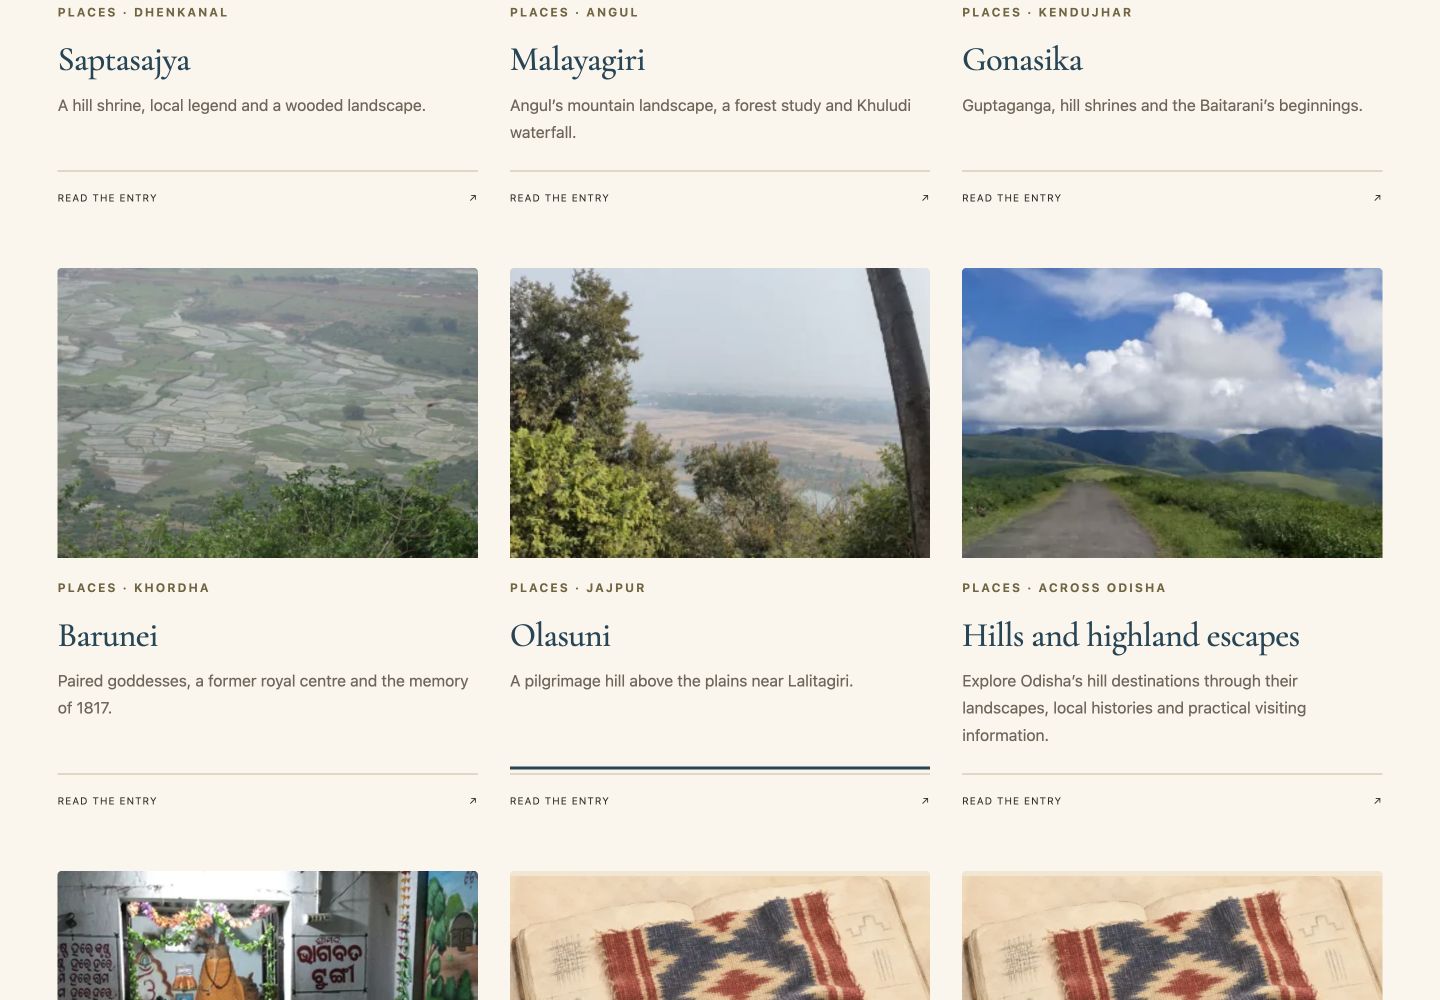 PLACES · DHENKANAL
Saptasajya
A hill shrine, local legend and a wooded landscape.
READ THE ENTRY ↗
PLACES · ANGUL
Malayagiri
Angul’s mountain landscape, a forest study and Khuludi
waterfall.
READ THE ENTRY ↗
PLACES · KENDUJHAR
Gonasika
Guptaganga, hill shrines and the Baitarani’s beginnings.
READ THE ENTRY ↗
PLACES · KHORDHA
Barunei
Paired goddesses, a former royal centre and the memory
of 1817.
READ THE ENTRY ↗
PLACES · JAJPUR
Olasuni
A pilgrimage hill above the plains near Lalitagiri.
READ THE ENTRY ↗
PLACES · ACROSS ODISHA
Hills and highland escapes
Explore Odisha’s hill destinations through their
landscapes, local histories and practical visiting
information.
READ THE ENTRY ↗
ଭାଗବତ
ଟୁଙ୍ଗୀ